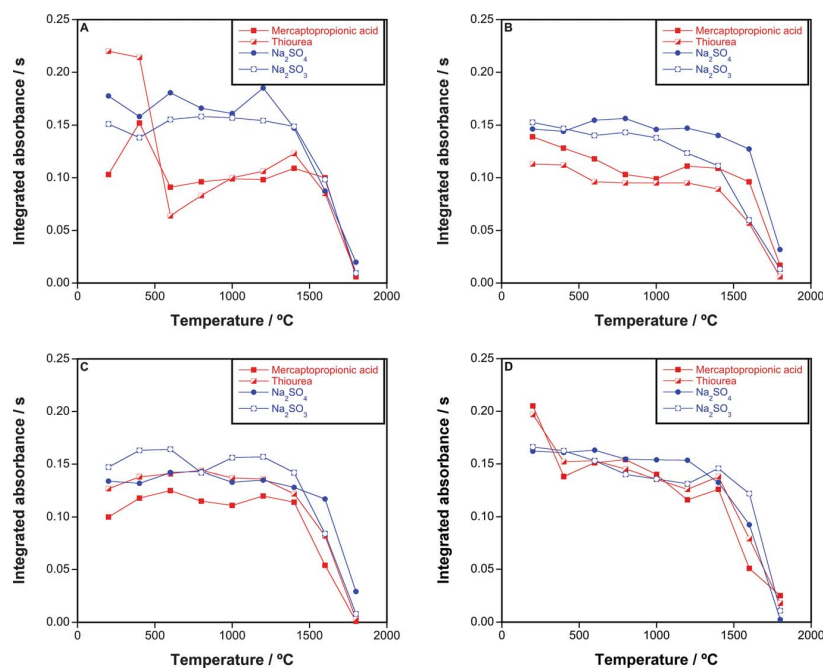 A
Mercaptopropionic acid
Thiourea
Na₂SO₄
Na₂SO₃
Integrated absorbance / s
0.25
0.20
0.15
0.10
0.05
0.00
0 500 1000 1500 2000
Temperature / ºC
B
Mercaptopropionic acid
Thiourea
Na₂SO₄
Na₂SO₃
Integrated absorbance / s
0.25
0.20
0.15
0.10
0.05
0.00
0 500 1000 1500 2000
Temperature / ºC
C
Mercaptopropionic acid
Thiourea
Na₂SO₄
Na₂SO₃
Integrated absorbance / s
0.25
0.20
0.15
0.10
0.05
0.00
0 500 1000 1500 2000
Temperature / ºC
D
Mercaptopropionic acid
Thiourea
Na₂SO₄
Na₂SO₃
Integrated absorbance / s
0.25
0.20
0.15
0.10
0.05
0.00
0 500 1000 1500 2000
Temperature / ºC